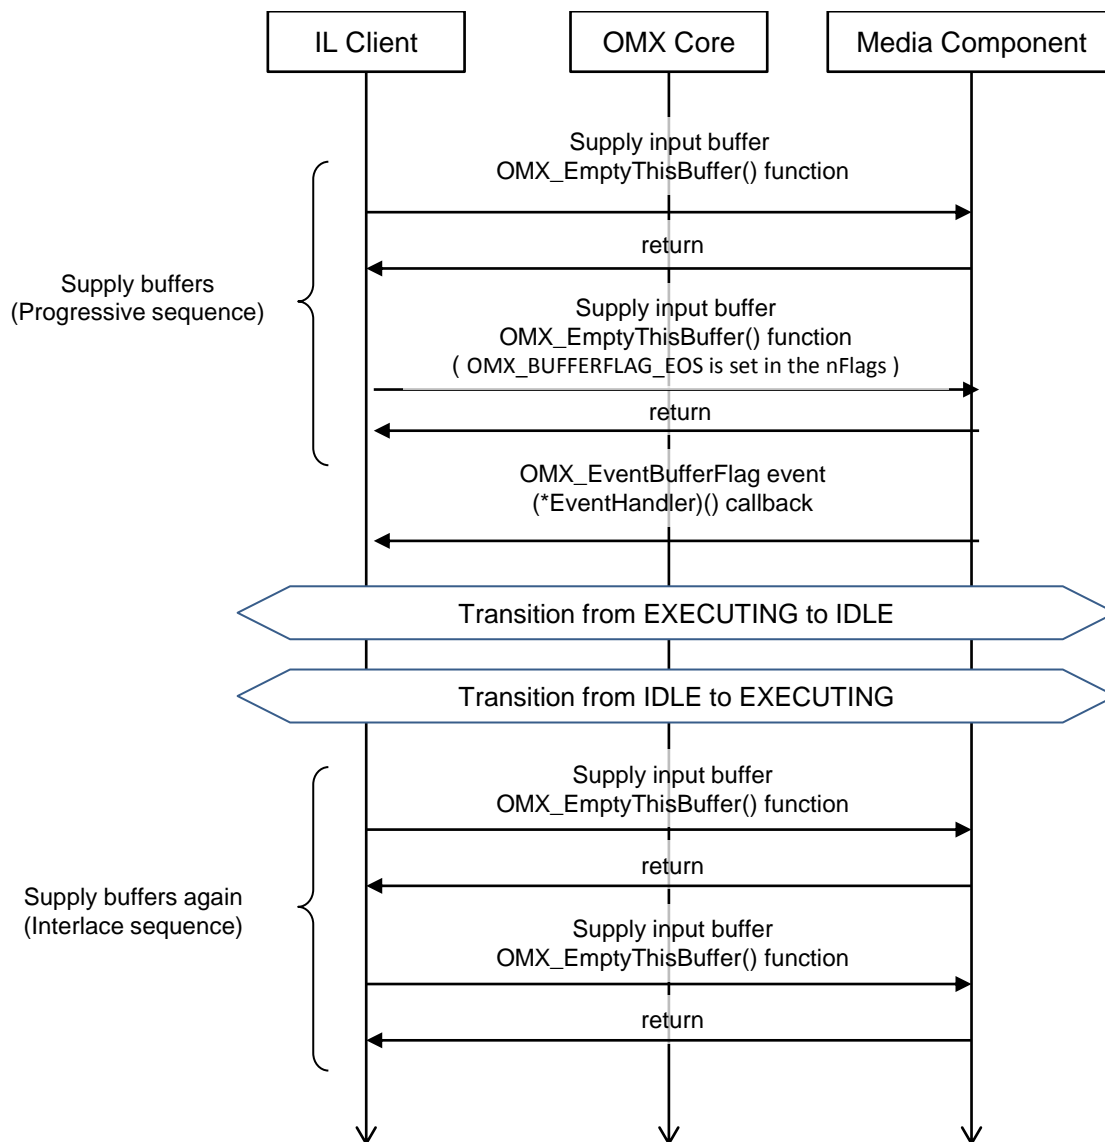 IL Client
OMX Core
Media Component
Supply input buffer
OMX_EmptyThisBuffer() function
return
Supply buffers
(Progressive sequence)
Supply input buffer
OMX_EmptyThisBuffer() function
( OMX_BUFFERFLAG_EOS is set in the nFlags )
return
OMX_EventBufferFlag event
(*EventHandler)() callback
Transition from EXECUTING to IDLE
Transition from IDLE to EXECUTING
Supply input buffer
OMX_EmptyThisBuffer() function
return
Supply buffers again
(Interlace sequence)
Supply input buffer
OMX_EmptyThisBuffer() function
return